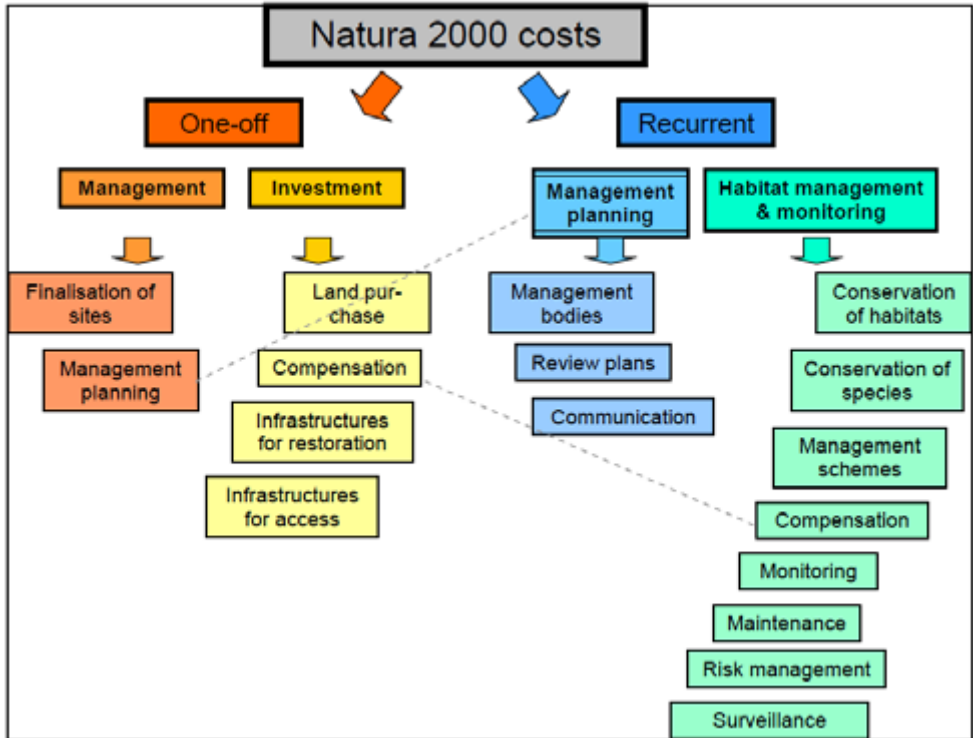 Natura 2000 costs
One-off
Recurrent
Management
Investment
Management
planning
Habitat management
& monitoring
Finalisation of
sites
Management
planning
Land pur-
chase
Compensation
Infrastructures
for restoration
Infrastructures
for access
Management
bodies
Review plans
Communication
Conservation
of habitats
Conservation of
species
Management
schemes
Compensation
Monitoring
Maintenance
Risk management
Surveillance